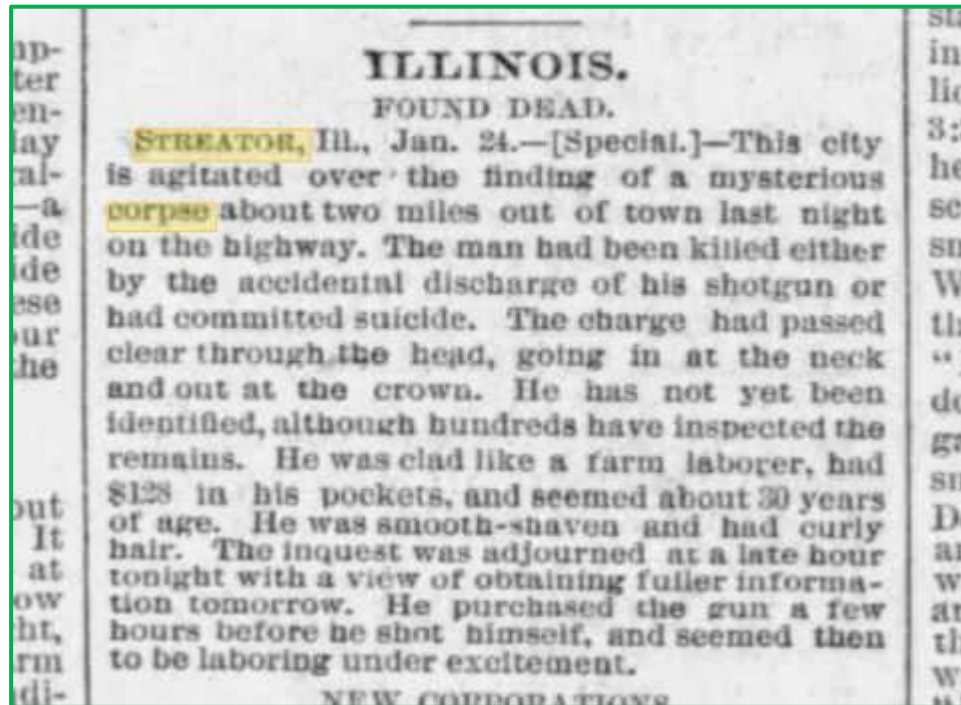 ILLINOIS.
FOUND DEAD.
STREATOR, Ill., Jan. 24.—[Special.]—This city
is agitated over the finding of a mysterious
corpse about two miles out of town last night
on the highway. The man had been killed either
by the accidental discharge of his shotgun or
had committed suicide. The charge had passed
clear through the head, going in at the neck
and out at the crown. He has not yet been
identified, although hundreds have inspected the
remains. He was clad like a farm laborer, had
$128 in his pockets, and seemed about 30 years
of age. He was smooth-shaven and had curly
hair. The inquest was adjourned at a late hour
tonight with a view of obtaining fuller informa-
tion tomorrow. He purchased the gun a few
hours before he shot himself, and seemed then
to be laboring under excitement.
NEW CORPORATIONS